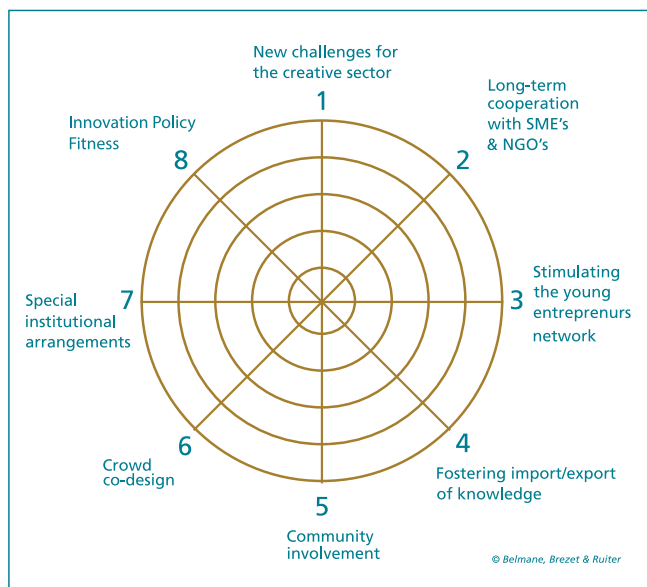 New challenges for
the creative sector
1
Long-term
cooperation
with SME's
& NGO's
2
Stimulating
the young
entreprenurs
network
3
4
Fostering import/export
of knowledge
5
Community
involvement
6
Crowd
co-design
7
Special
institutional
arrangements
8
Innovation Policy
Fitness
© Belmane, Brezet & Ruiter